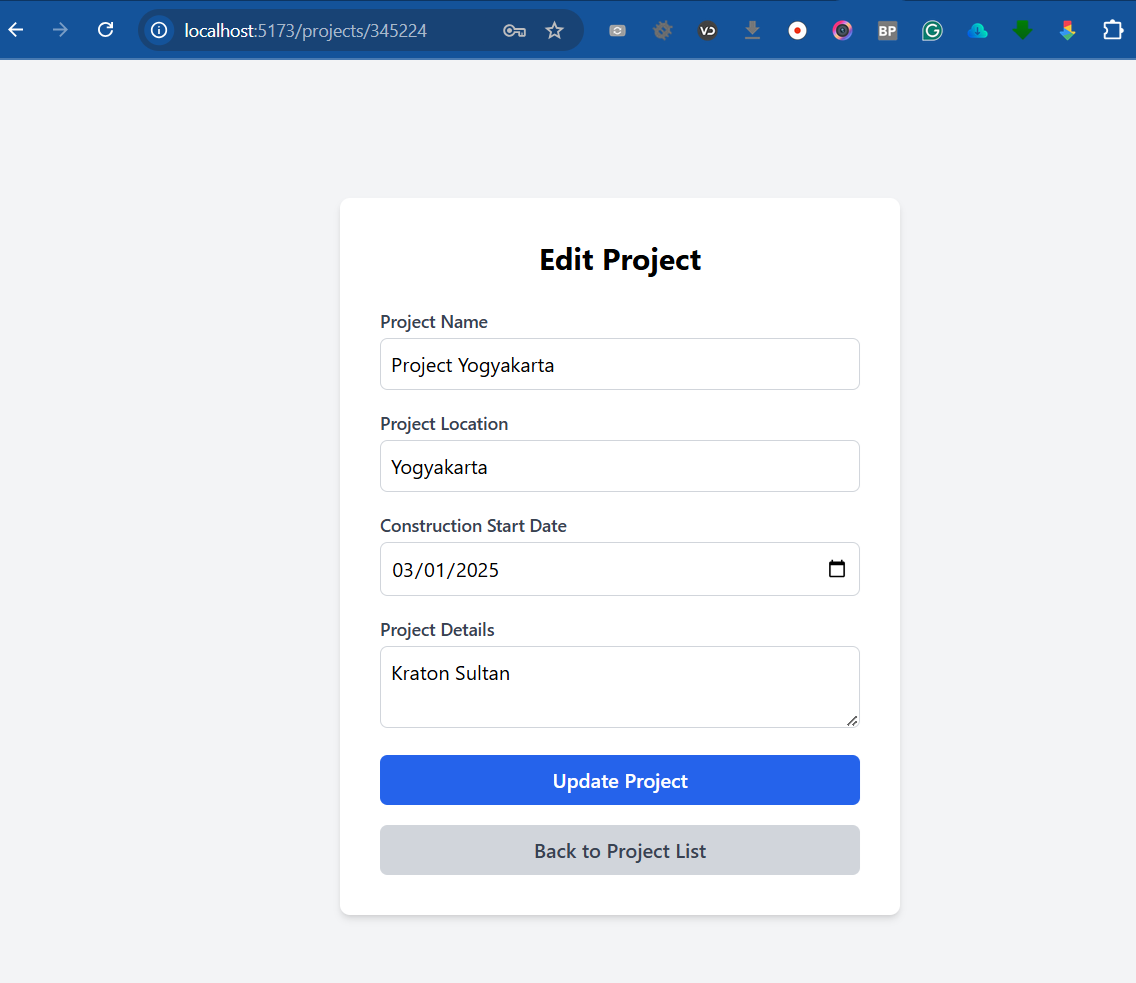 localhost:5173/projects/345224
VD
BP
G
Edit Project
Project Name
Project Yogyakarta
Project Location
Yogyakarta
Construction Start Date
03/01/2025
Project Details
Kraton Sultan
Update Project
Back to Project List